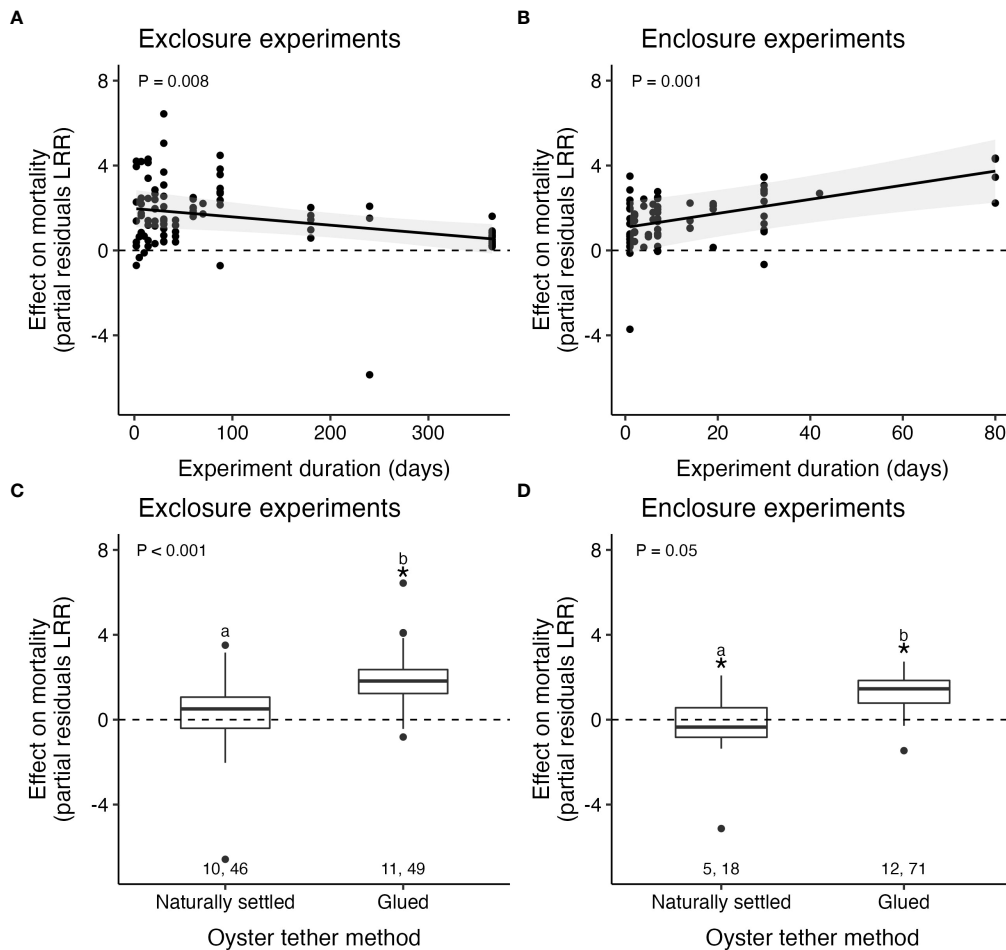 A
Exclosure experiments
P = 0.008
8
4
0
-4
Effect on mortality
(partial residuals LRR)
0 100 200 300
Experiment duration (days)
B
Enclosure experiments
P = 0.001
8
4
0
-4
Effect on mortality
(partial residuals LRR)
0 20 40 60 80
Experiment duration (days)
C
Exclosure experiments
P < 0.001
8
4
0
-4
Effect on mortality
(partial residuals LRR)
a
b
*
10, 46 11, 49
Naturally settled Glued
Oyster tether method
D
Enclosure experiments
P = 0.05
8
4
0
-4
Effect on mortality
(partial residuals LRR)
a
*
b
*
5, 18 12, 71
Naturally settled Glued
Oyster tether method